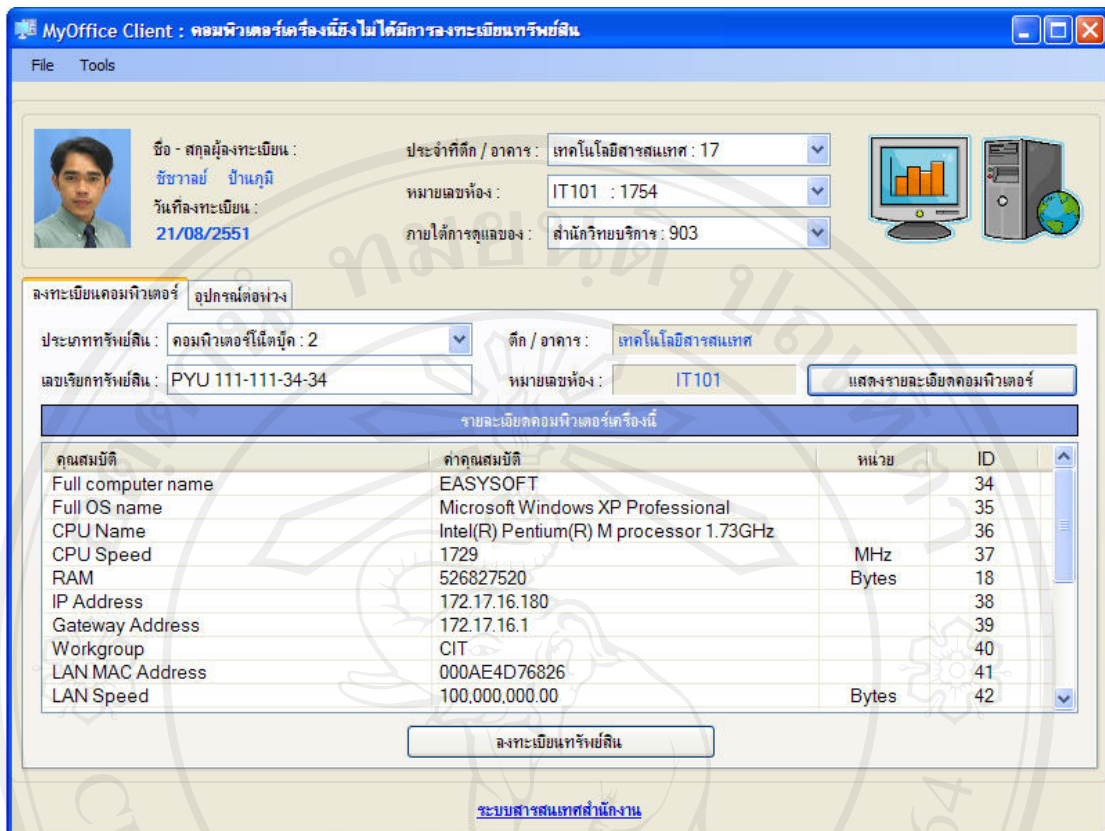 MyOffice Client : คอมพิวเตอร์เครื่องนี้ยังไม่ได้มีการลงทะเบียนทรัพย์สิน
File Tools
ชื่อ - สกุลผู้ลงทะเบียน :
ชัชวาลย์ ป้านภูมิ
วันที่ลงทะเบียน :
21/08/2551
ประจำที่ตึก / อาคาร : เทคโนโลยีสารสนเทศ : 17
หมายเลขห้อง : IT101 : 1754
ภายใต้การดูแลของ : สำนักวิทยบริการ : 903
ลงทะเบียนคอมพิวเตอร์ อุปกรณ์ต่อพ่วง
ประเภททรัพย์สิน : คอมพิวเตอร์โน๊ตบุ๊ค : 2 ตึก / อาคาร : เทคโนโลยีสารสนเทศ
เลขเรียกทรัพย์สิน : PYU 111-111-34-34 หมายเลขห้อง : IT101 แสดงรายละเอียดคอมพิวเตอร์
รายละเอียดคอมพิวเตอร์เครื่องนี้
คุณสมบัติ ค่าคุณสมบัติ หน่วย ID
Full computer name EASYSOFT 34
Full OS name Microsoft Windows XP Professional 35
CPU Name Intel(R) Pentium(R) M processor 1.73GHz 36
CPU Speed 1729 MHz 37
RAM 526827520 Bytes 18
IP Address 172.17.16.180 38
Gateway Address 172.17.16.1 39
Workgroup CIT 40
LAN MAC Address 000AE4D76826 41
LAN Speed 100,000,000.00 Bytes 42
ลงทะเบียนทรัพย์สิน
ระบบสารสนเทศสำนักงาน